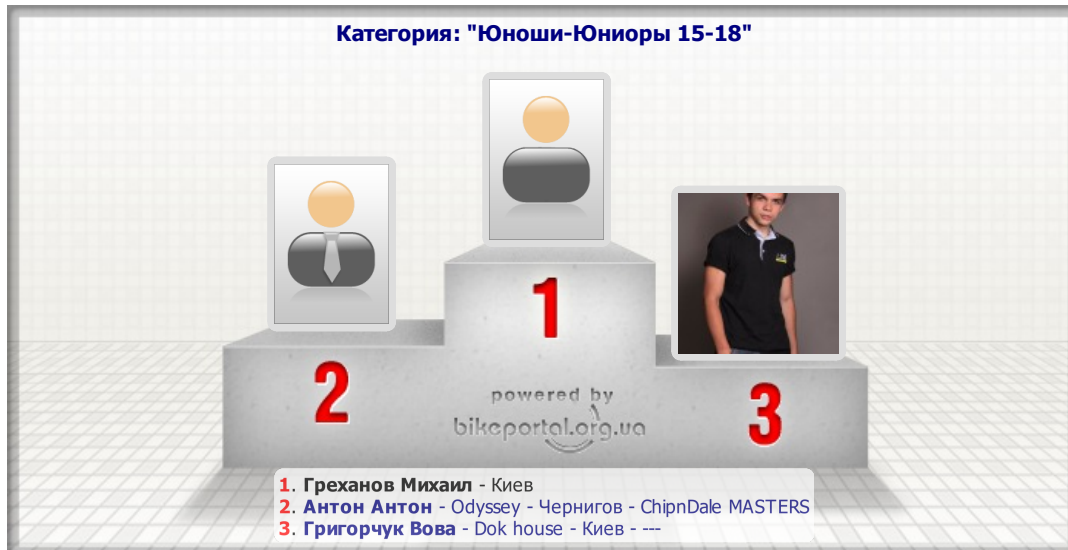 Категория: "Юноши-Юниоры 15-18"
1
2
3
powered by
bikeportal.org.ua
1. Греханов Михаил - Киев
2. Антон Антон - Odyssey - Чернигов - ChipnDale MASTERS
3. Григорчук Вова - Dok house - Киев - ---